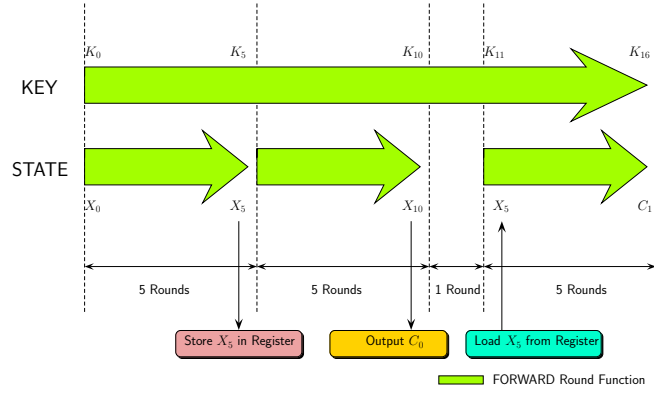 K₀ K₅ K₁₀ K₁₁ K₁₆
KEY
STATE
X₀ X₅ X₁₀ X₅ C₁
5 Rounds 5 Rounds 1 Round 5 Rounds
Store X₅ in Register Output C₀ Load X₅ from Register
FORWARD Round Function